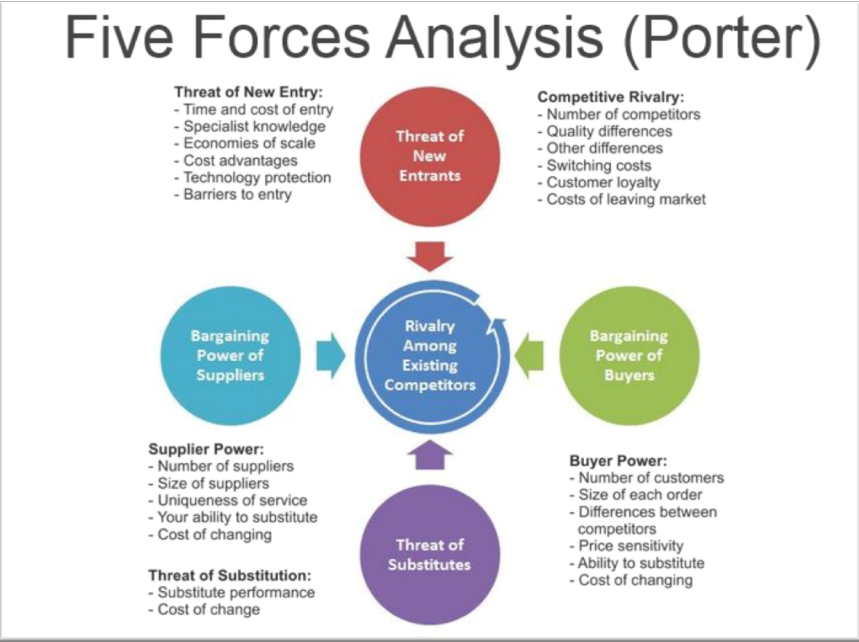 Five Forces Analysis (Porter)
Threat of New Entry:
- Time and cost of entry
- Specialist knowledge
- Economies of scale
- Cost advantages
- Technology protection
- Barriers to entry
Threat of
New
Entrants
Competitive Rivalry:
- Number of competitors
- Quality differences
- Other differences
- Switching costs
- Customer loyalty
- Costs of leaving market
Bargaining
Power of
Suppliers
Rivalry
Among
Existing
Competitors
Bargaining
Power of
Buyers
Supplier Power:
- Number of suppliers
- Size of suppliers
- Uniqueness of service
- Your ability to substitute
- Cost of changing
Threat of Substitution:
- Substitute performance
- Cost of change
Threat of
Substitutes
Buyer Power:
- Number of customers
- Size of each order
- Differences between
competitors
- Price sensitivity
- Ability to substitute
- Cost of changing